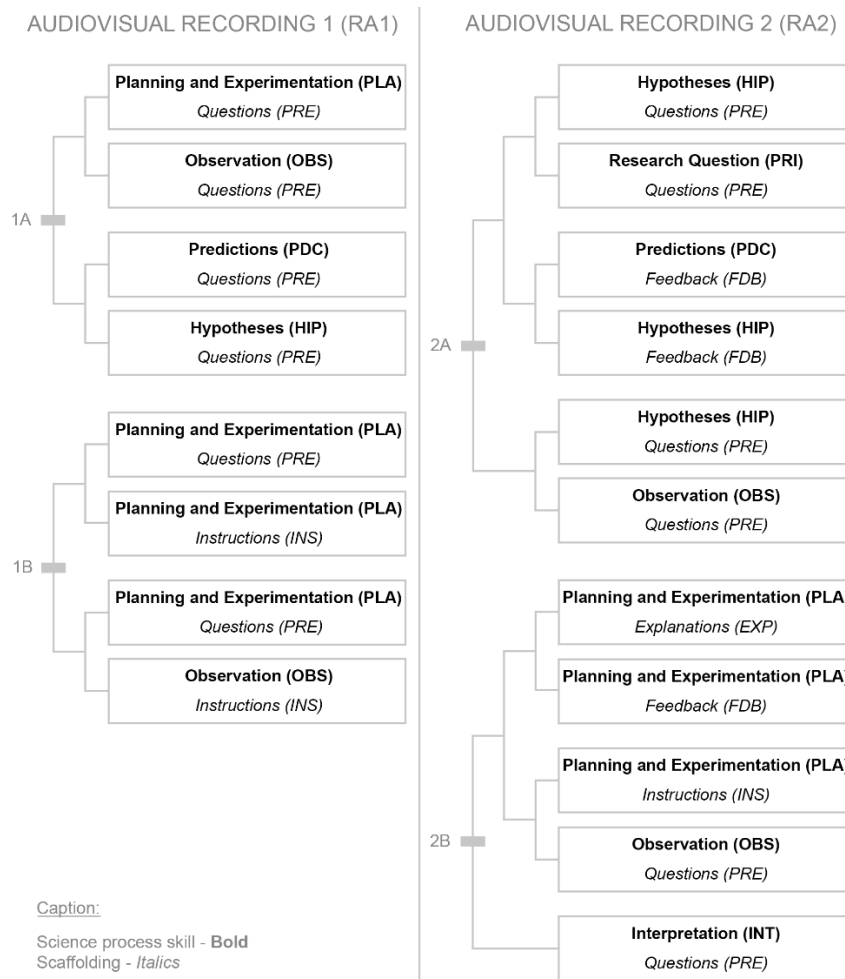 AUDIOVISUAL RECORDING 1 (RA1)
Planning and Experimentation (PLA)
Questions (PRE)
Observation (OBS)
Questions (PRE)
1A
Predictions (PDC)
Questions (PRE)
Hypotheses (HIP)
Questions (PRE)
Planning and Experimentation (PLA)
Questions (PRE)
Planning and Experimentation (PLA)
Instructions (INS)
1B
Planning and Experimentation (PLA)
Questions (PRE)
Observation (OBS)
Instructions (INS)
Caption:
Science process skill - Bold
Scaffolding - Italics
AUDIOVISUAL RECORDING 2 (RA2)
Hypotheses (HIP)
Questions (PRE)
Research Question (PRI)
Questions (PRE)
Predictions (PDC)
Feedback (FDB)
Hypotheses (HIP)
Feedback (FDB)
2A
Hypotheses (HIP)
Questions (PRE)
Observation (OBS)
Questions (PRE)
Planning and Experimentation (PLA)
Explanations (EXP)
Planning and Experimentation (PLA)
Feedback (FDB)
Planning and Experimentation (PLA)
Instructions (INS)
2B
Observation (OBS)
Questions (PRE)
Interpretation (INT)
Questions (PRE)